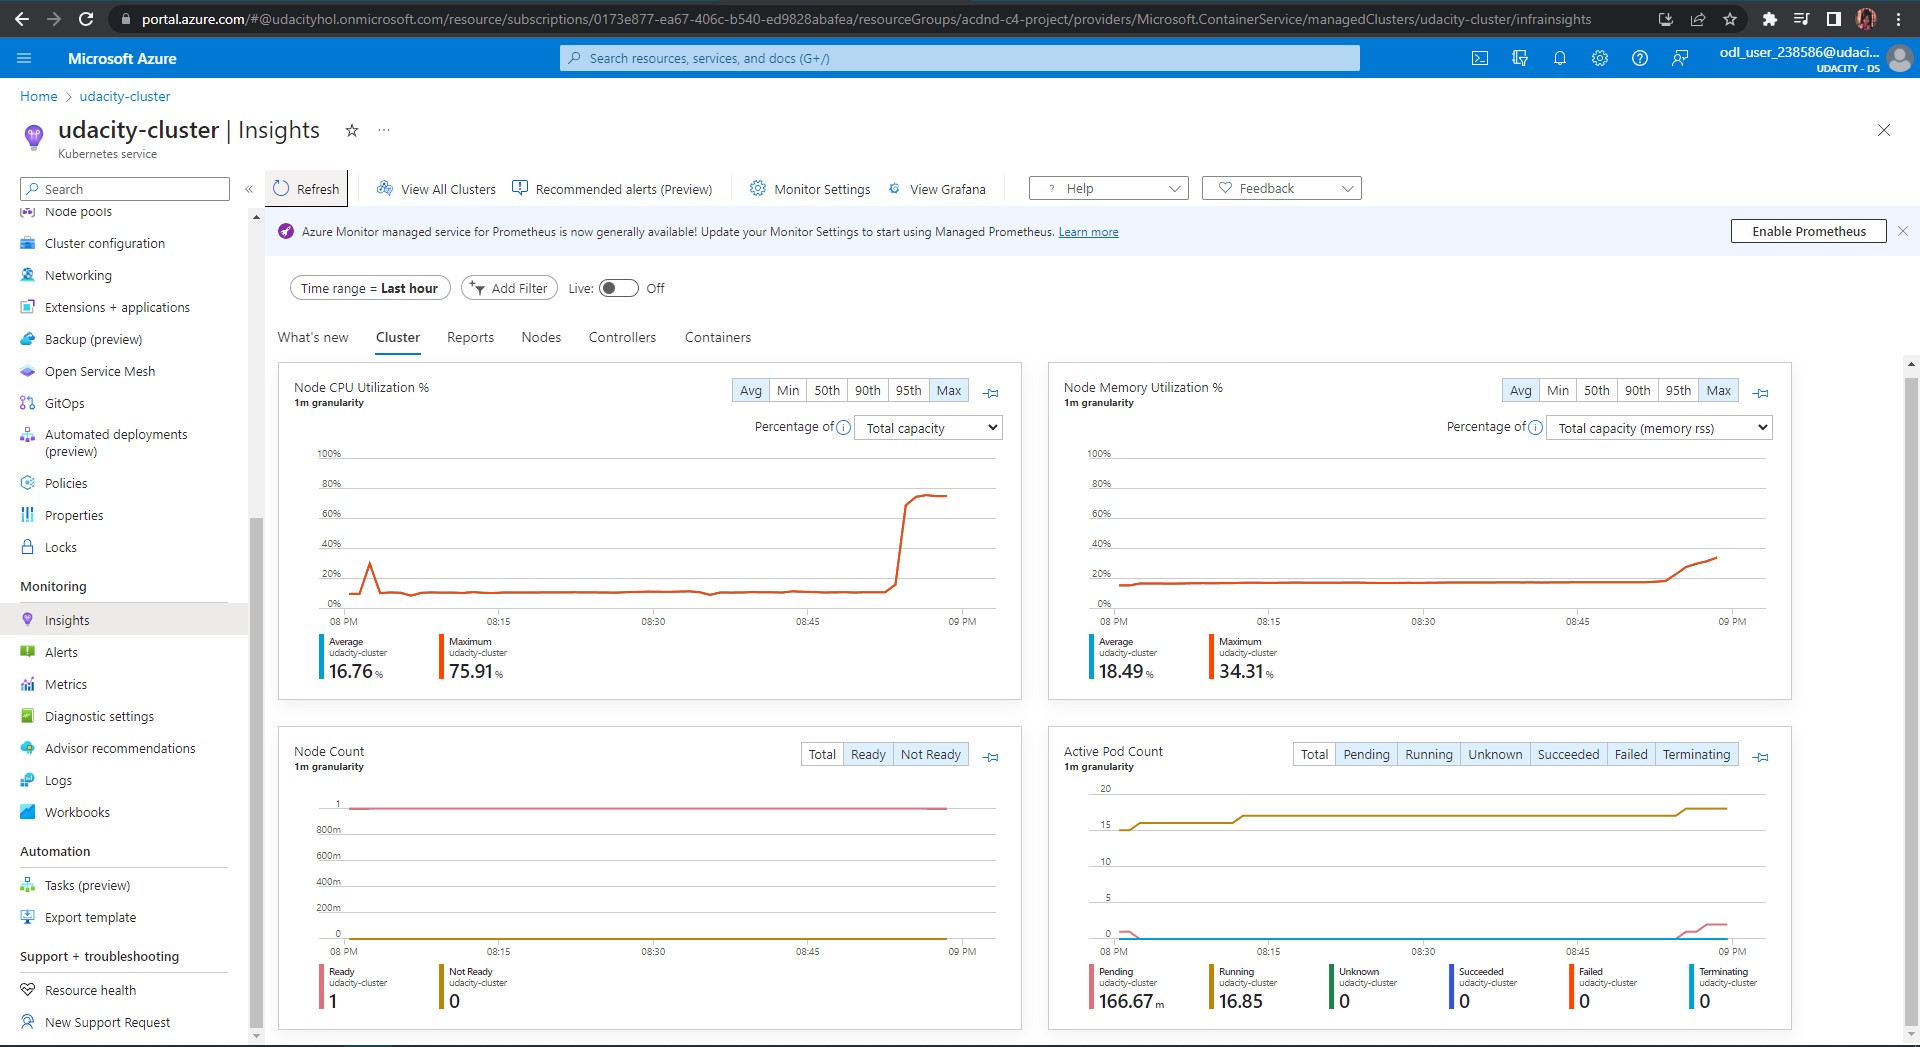 portal.azure.com/#@udacityhol.onmicrosoft.com/resource/subscriptions/0173e877-ea67-406c-b540-ed9828abafea/resourceGroups/acdnd-c4-project/providers/Microsoft.ContainerService/managedClusters/udacity-cluster/infrainsights
Microsoft Azure
Search resources, services, and docs (G+/)
odl_user_238586@udaci...
UDACITY - DS
Home > udacity-cluster
udacity-cluster | Insights
Kubernetes service
Search
«
Refresh
View All Clusters
Recommended alerts (Preview)
Monitor Settings
View Grafana
? Help
Feedback
Node pools
Cluster configuration
Networking
Extensions + applications
Backup (preview)
Open Service Mesh
GitOps
Automated deployments
(preview)
Policies
Properties
Locks
Monitoring
Insights
Alerts
Metrics
Diagnostic settings
Advisor recommendations
Logs
Workbooks
Automation
Tasks (preview)
Export template
Support + troubleshooting
Resource health
New Support Request
Azure Monitor managed service for Prometheus is now generally available! Update your Monitor Settings to start using Managed Prometheus. Learn more
Enable Prometheus
Time range = Last hour
Add Filter
Live: Off
What's new
Cluster
Reports
Nodes
Controllers
Containers
Node CPU Utilization %
1m granularity
Avg Min 50th 90th 95th Max
Percentage of Total capacity
100%
80%
60%
40%
20%
0%
08 PM 08:15 08:30 08:45 09 PM
Average
udacity-cluster
16.76 %
Maximum
udacity-cluster
75.91 %
Node Memory Utilization %
1m granularity
Avg Min 50th 90th 95th Max
Percentage of Total capacity (memory rss)
100%
80%
60%
40%
20%
0%
08 PM 08:15 08:30 08:45 09 PM
Average
udacity-cluster
18.49 %
Maximum
udacity-cluster
34.31 %
Node Count
1m granularity
Total Ready Not Ready
1
800m
600m
400m
200m
0
08 PM 08:15 08:30 08:45 09 PM
Ready
udacity-cluster
1
Not Ready
udacity-cluster
0
Active Pod Count
1m granularity
Total Pending Running Unknown Succeeded Failed Terminating
20
15
10
5
0
08 PM 08:15 08:30 08:45 09 PM
Pending
udacity-cluster
166.67 m
Running
udacity-cluster
16.85
Unknown
udacity-cluster
0
Succeeded
udacity-cluster
0
Failed
udacity-cluster
0
Terminating
udacity-cluster
0